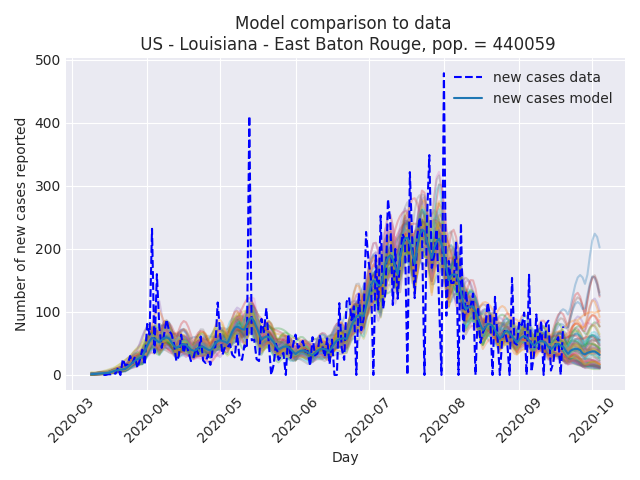 Model comparison to data
US - Louisiana - East Baton Rouge, pop. = 440059
500
400
300
200
100
0
Number of new cases reported
new cases data
new cases model
2020-03
2020-04
2020-05
2020-06
2020-07
2020-08
2020-09
2020-10
Day